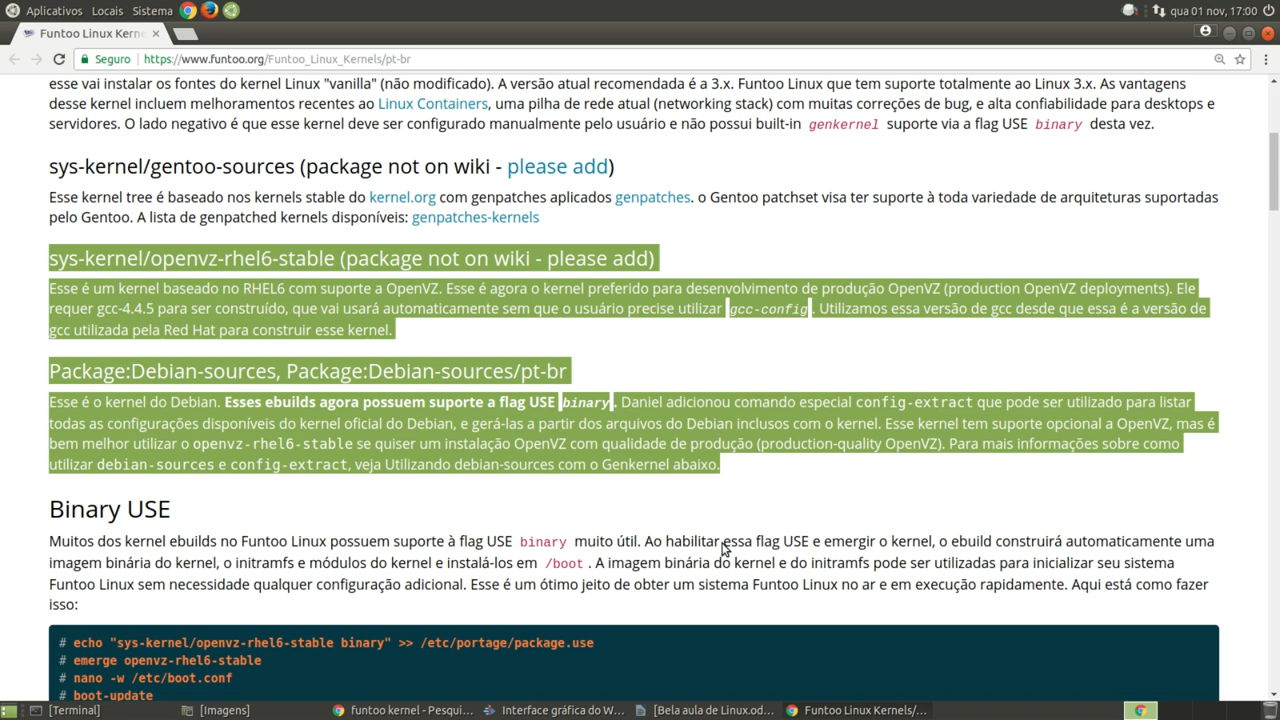 Aplicativos Locais Sistema qua 01 nov, 17:00
Funtoo Linux Kern
Seguro https://www.funtoo.org/Funtoo_Linux_Kernels/pt-br
esse vai instalar os fontes do kernel Linux "vanilla" (não modificado). A versão atual recomendada é a 3.x. Funtoo Linux que tem suporte totalmente ao Linux 3.x. As vantagens
desse kernel incluem melhoramentos recentes ao Linux Containers, uma pilha de rede atual (networking stack) com muitas correções de bug, e alta confiabilidade para desktops e
servidores. O lado negativo é que esse kernel deve ser configurado manualmente pelo usuário e não possui built-in genkernel suporte via a flag USE binary desta vez.
sys-kernel/gentoo-sources (package not on wiki - please add)
Esse kernel tree é baseado nos kernels stable do kernel.org com genpatches aplicados genpatches. o Gentoo patchset visa ter suporte à toda variedade de arquiteturas suportadas
pelo Gentoo. A lista de genpatched kernels disponíveis: genpatches-kernels
sys-kernel/openvz-rhel6-stable (package not on wiki - please add)
Esse é um kernel baseado no RHEL6 com suporte a OpenVZ. Esse é agora o kernel preferido para desenvolvimento de produção OpenVZ (production OpenVZ deployments). Ele
requer gcc-4.4.5 para ser construído, que vai usará automaticamente sem que o usuário precise utilizar gcc-config. Utilizamos essa versão de gcc desde que essa é a versão de
gcc utilizada pela Red Hat para construir esse kernel.
Package:Debian-sources, Package:Debian-sources/pt-br
Esse é o kernel do Debian. Esses ebuilds agora possuem suporte a flag USE binary. Daniel adicionou comando especial config-extract que pode ser utilizado para listar
todas as configurações disponíveis do kernel oficial do Debian, e gerá-las a partir dos arquivos do Debian inclusos com o kernel. Esse kernel tem suporte opcional a OpenVZ, mas é
bem melhor utilizar o openvz-rhel6-stable se quiser um instalação OpenVZ com qualidade de produção (production-quality OpenVZ). Para mais informações sobre como
utilizar debian-sources e config-extract, veja Utilizando debian-sources com o Genkernel abaixo.
Binary USE
Muitos dos kernel ebuilds no Funtoo Linux possuem suporte à flag USE binary muito útil. Ao habilitar essa flag USE e emergir o kernel, o ebuild construirá automaticamente uma
imagem binária do kernel, o initramfs e módulos do kernel e instalá-los em /boot . A imagem binária do kernel e do initramfs pode ser utilizadas para inicializar seu sistema
Funtoo Linux sem necessidade qualquer configuração adicional. Esse é um ótimo jeito de obter um sistema Funtoo Linux no ar e em execução rapidamente. Aqui está como fazer
isso:
# echo "sys-kernel/openvz-rhel6-stable binary" >> /etc/portage/package.use
# emerge openvz-rhel6-stable
# nano -w /etc/boot.conf
# boot-update
[Terminal] [Imagens] funtoo kernel - Pesqui... Interface gráfica do W... [Bela aula de Linux.od... Funtoo Linux Kernels/...